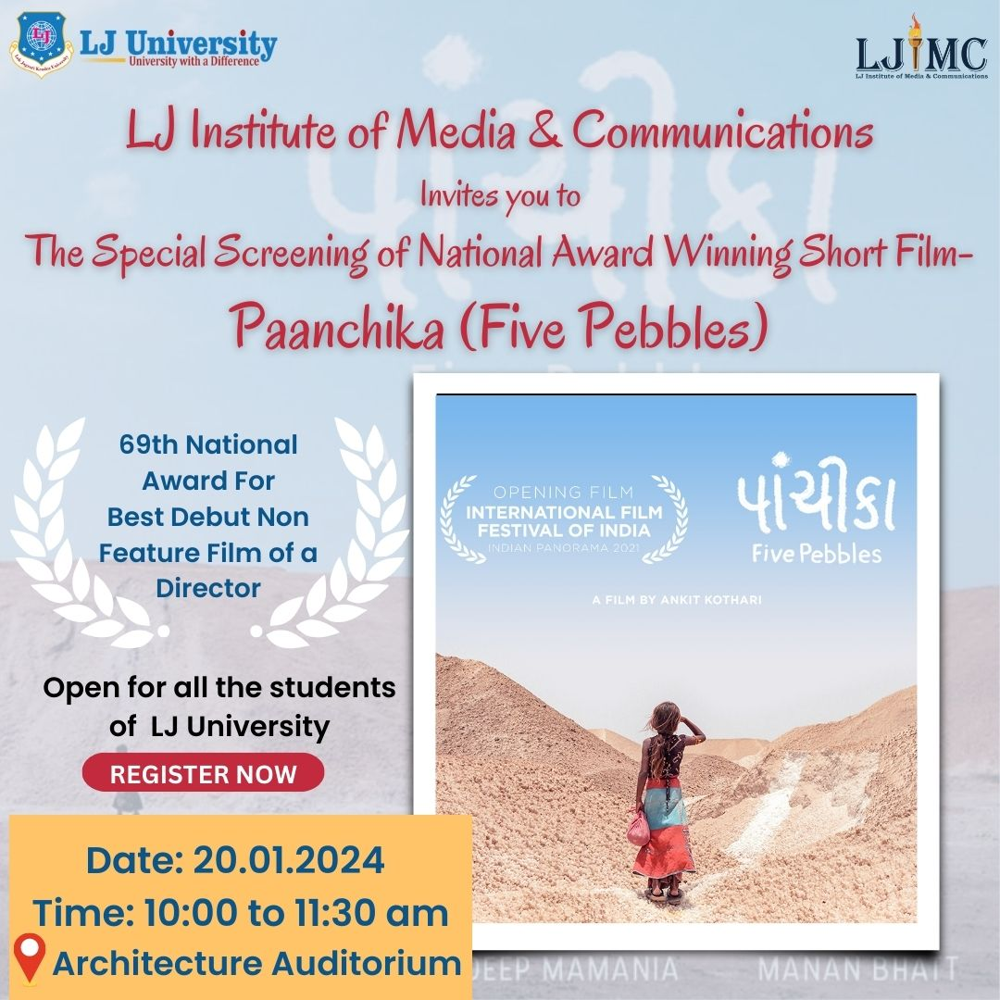 LJ University
University with a Difference
LJIMC
LJ Institute of Media & Communications
LJ Institute of Media & Communications
Invites you to
The Special Screening of National Award Winning Short Film-
Paanchika (Five Pebbles)
69th National
Award For
Best Debut Non
Feature Film of a
Director
OPENING FILM
INTERNATIONAL FILM
FESTIVAL OF INDIA
INDIAN PANORAMA 2021
પાંચીકા
Five Pebbles
A FILM BY ANKIT KOTHARI
Open for all the students
of LJ University
REGISTER NOW
Date: 20.01.2024
Time: 10:00 to 11:30 am
Architecture Auditorium
પાંચીકા
DEEP MAMANIA MANAN BHATT